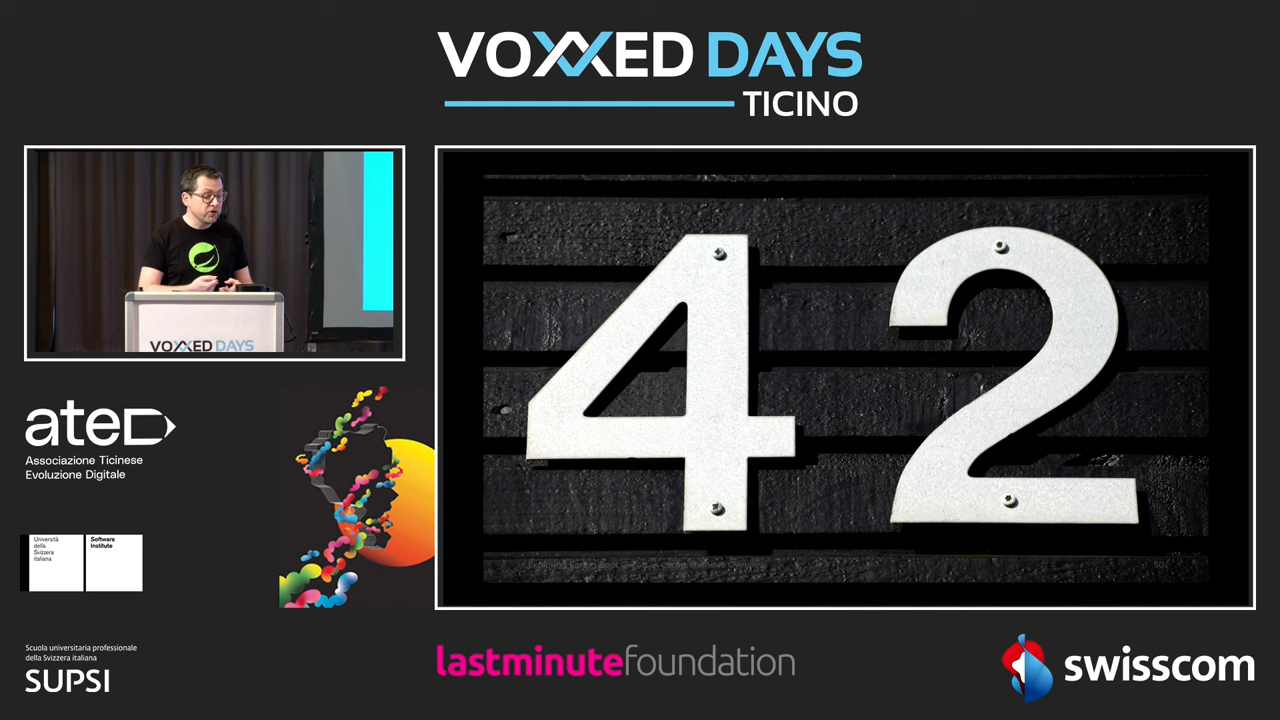 VOXXED DAYS
TICINO
VOXXED DAYS
42
50
ated
Associazione Ticinese
Evoluzione Digitale
Università
della
Svizzera
italiana
Software
Institute
Scuola universitaria professionale
della Svizzera italiana
SUPSI
lastminutefoundation
swisscom